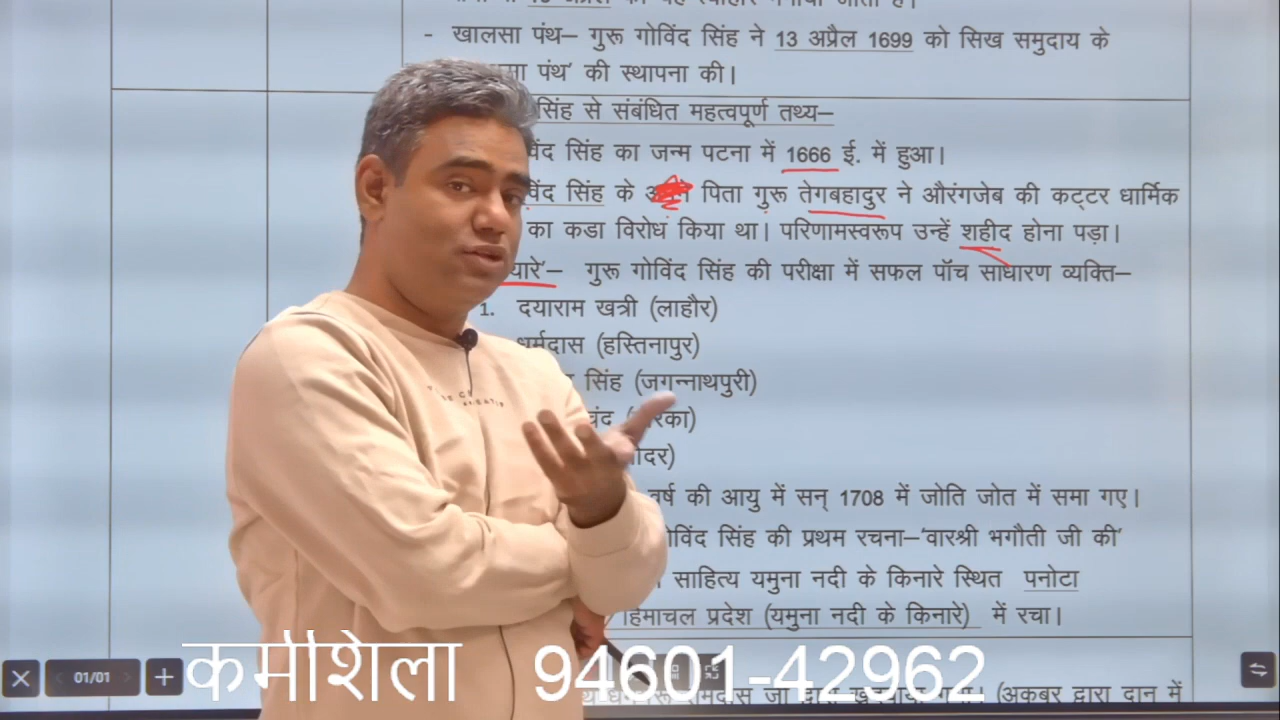 - खालसा पंथ– गुरू गोविंद सिंह ने 13 अप्रैल 1699 को सिख समुदाय के
पंथ' की स्थापना की।
सिंह से संबंधित महत्वपूर्ण तथ्य–
सिंह का जन्म पटना में 1666 ई. में हुआ।
सिंह के पिता गुरू तेगबहादुर ने औरंगजेब की कट्टर धार्मिक
का कडा विरोध किया था। परिणामस्वरूप उन्हें शहीद होना पड़ा।
गुरू गोविंद सिंह की परीक्षा में सफल पॉच साधारण व्यक्ति–
1. दयाराम खत्री (लाहौर)
धर्मदास (हस्तिनापुर)
सिंह (जगन्नाथपुरी)
वर्ष की आयु में सन् 1708 में जोति जोत में समा गए।
सिंह की प्रथम रचना–'वारश्री भगौती जी की'
साहित्य यमुना नदी के किनारे स्थित पनोटा
हिमाचल प्रदेश (यमुना नदी के किनारे) में रचा।
(अकबर द्वारा दान में
01/01
कर्मशिला 94601-42962